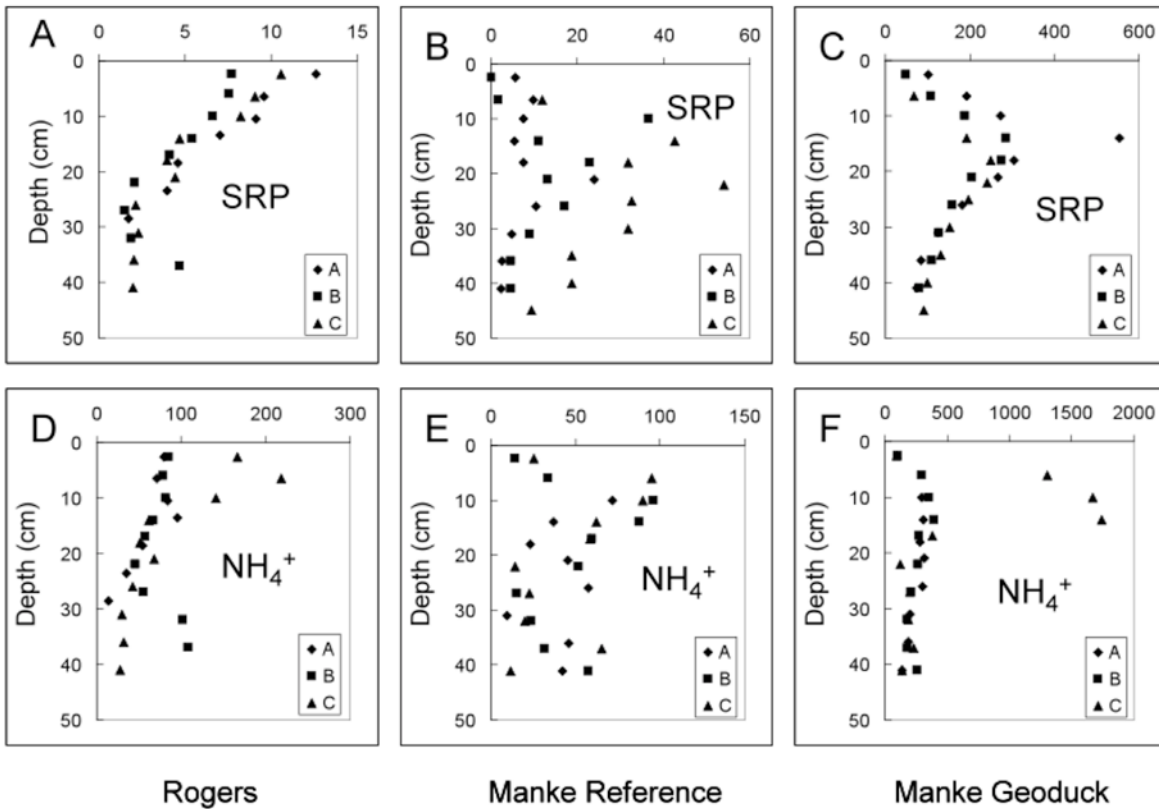 A
0 5 10 15
0
10
20
30
40
50
Depth (cm)
SRP
A
B
C
B
0 20 40 60
0
10
20
30
40
50
Depth (cm)
SRP
A
B
C
C
0 200 400 600
0
10
20
30
40
50
Depth (cm)
SRP
A
B
C
D
0 100 200 300
0
10
20
30
40
50
Depth (cm)
NH₄⁺
A
B
C
E
0 50 100 150
0
10
20
30
40
50
Depth (cm)
NH₄⁺
A
B
C
F
0 500 1000 1500 2000
0
10
20
30
40
50
Depth (cm)
NH₄⁺
A
B
C
Rogers
Manke Reference
Manke Geoduck